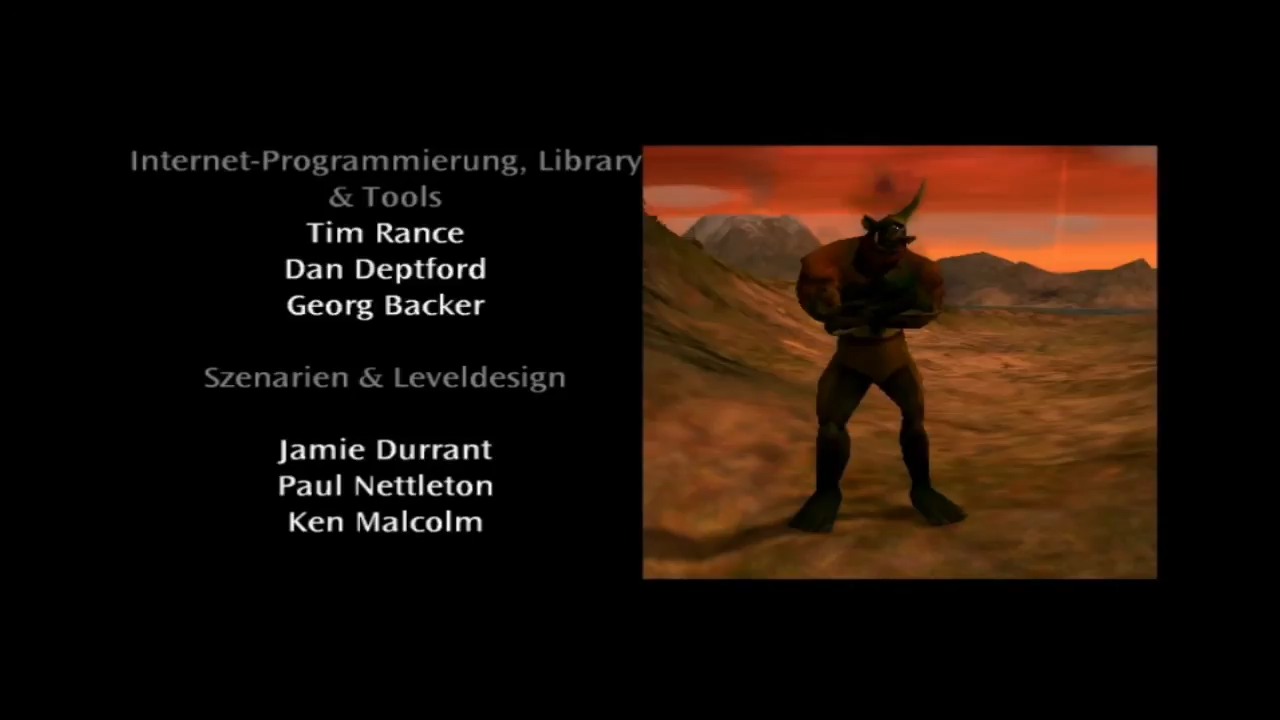 Internet-Programmierung, Library
& Tools
Tim Rance
Dan Deptford
Georg Backer
Szenarien & Leveldesign
Jamie Durrant
Paul Nettleton
Ken Malcolm